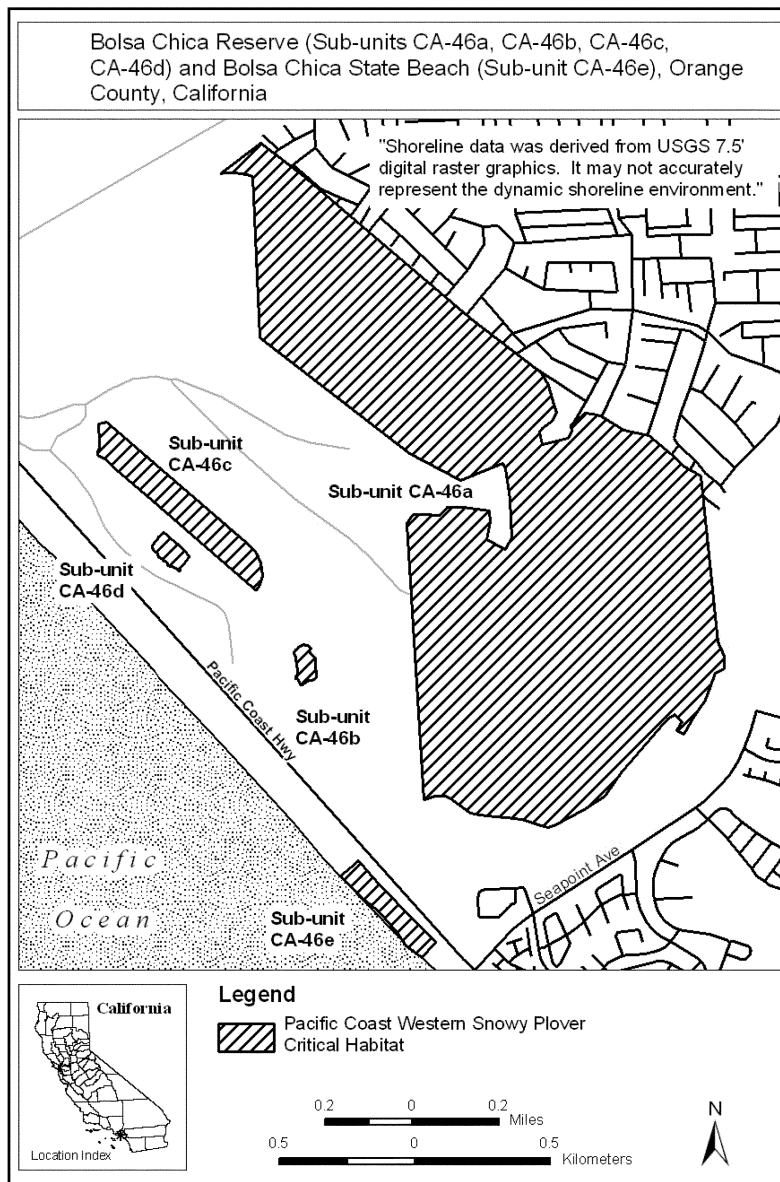 Bolsa Chica Reserve (Sub-units CA-46a, CA-46b, CA-46c,
CA-46d) and Bolsa Chica State Beach (Sub-unit CA-46e), Orange
County, California
"Shoreline data was derived from USGS 7.5'
digital raster graphics. It may not accurately
represent the dynamic shoreline environment."
Sub-unit
CA-46c
Sub-unit CA-46a
Sub-unit
CA-46d
Pacific Coast Hwy
Sub-unit
CA-46b
Pacific
Ocean
Sub-unit
CA-46e
Seapoint Ave
California
Location Index
Legend
Pacific Coast Western Snowy Plover
Critical Habitat
0.2 0 0.2
Miles
0.5 0 0.5
Kilometers
N